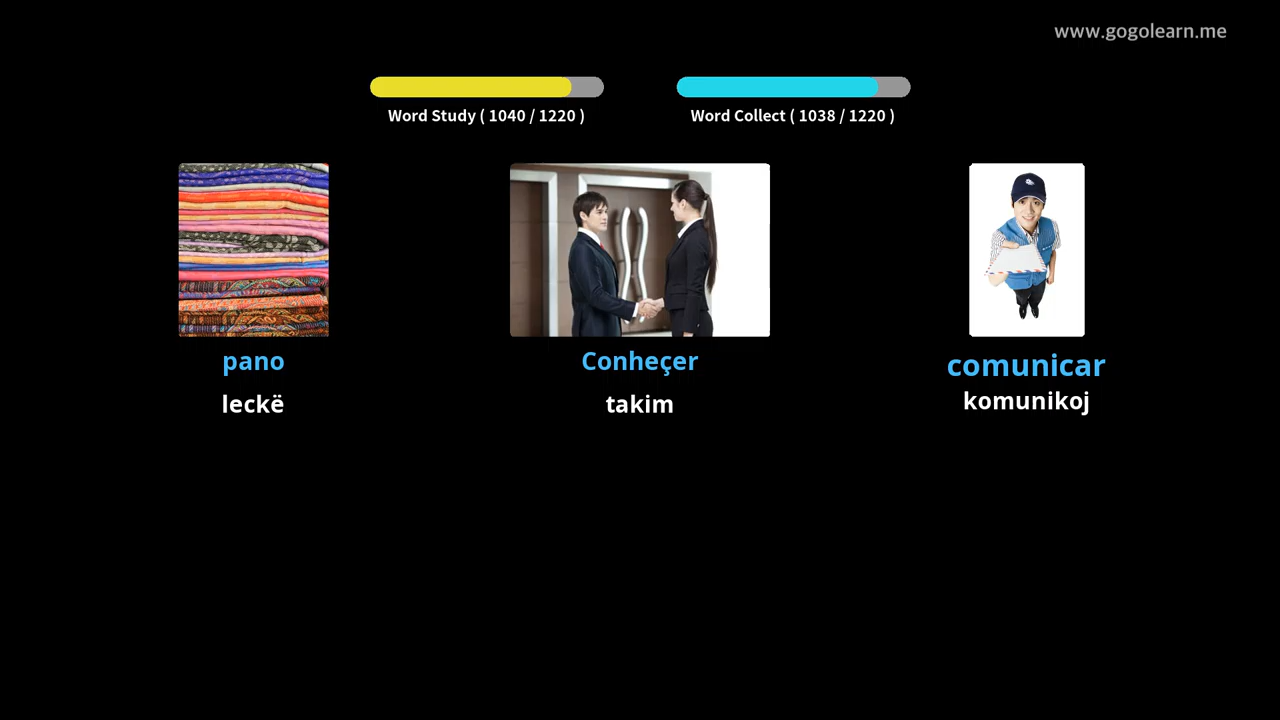 www.gogolearn.me
Word Study ( 1040 / 1220 )
Word Collect ( 1038 / 1220 )
pano
Conheçer
comunicar
leckë
takim
komunikoj